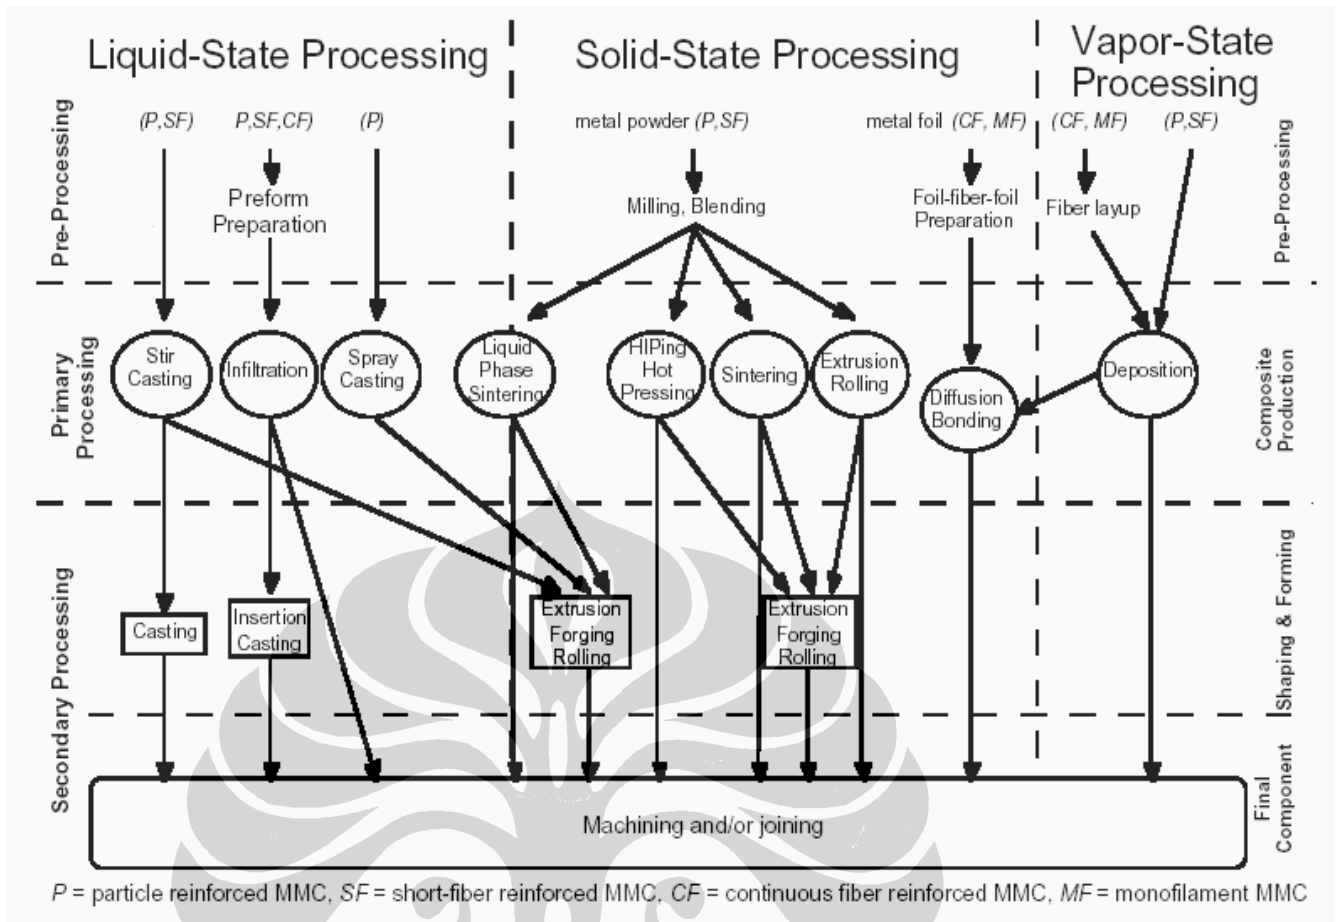 Liquid-State Processing
Solid-State Processing
Vapor-State
Processing
Pre-Processing
(P,SF)
P,SF,CF)
(P)
metal powder (P,SF)
metal foil (CF, MF)
(CF, MF)
(P,SF)
Pre-Processing
Preform
Preparation
Milling, Blending
Foil-fiber-foil
Preparation
Fiber layup
Primary
Processing
Stir
Casting
Infiltration
Spray
Casting
Liquid
Phase
Sintering
HIPing
Hot
Pressing
Sintering
Extrusion
Rolling
Diffusion
Bonding
Deposition
Composite
Production
Secondary Processing
Casting
Insertion
Casting
Extrusion
Forging
Rolling
Extrusion
Forging
Rolling
Shaping & Forming
Machining and/or joining
Final
Component
P = particle reinforced MMC, SF = short-fiber reinforced MMC, CF = continuous fiber reinforced MMC, MF = monofilament MMC